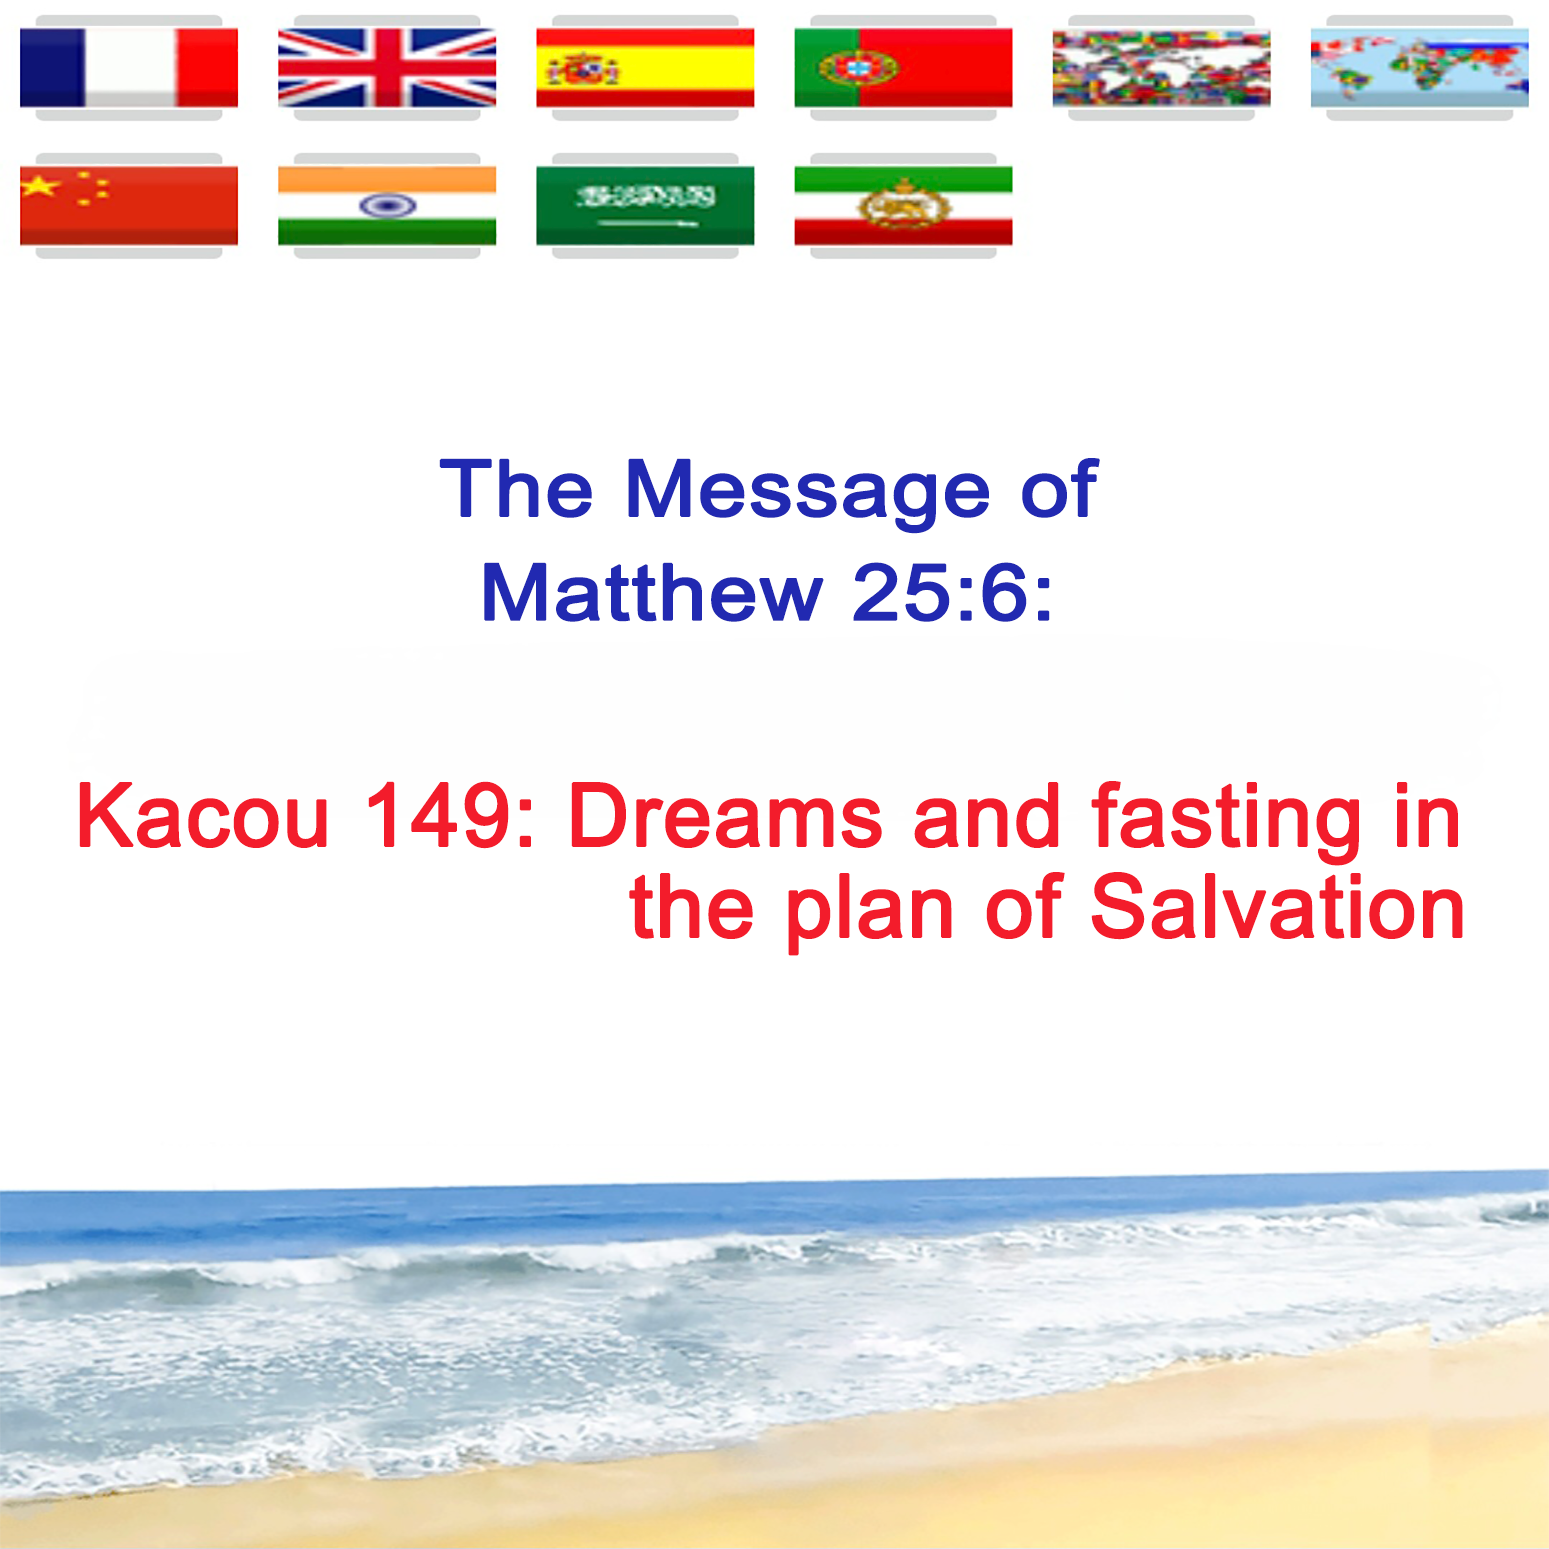 The Message of
Matthew 25:6:
Kacou 149: Dreams and fasting in
the plan of Salvation